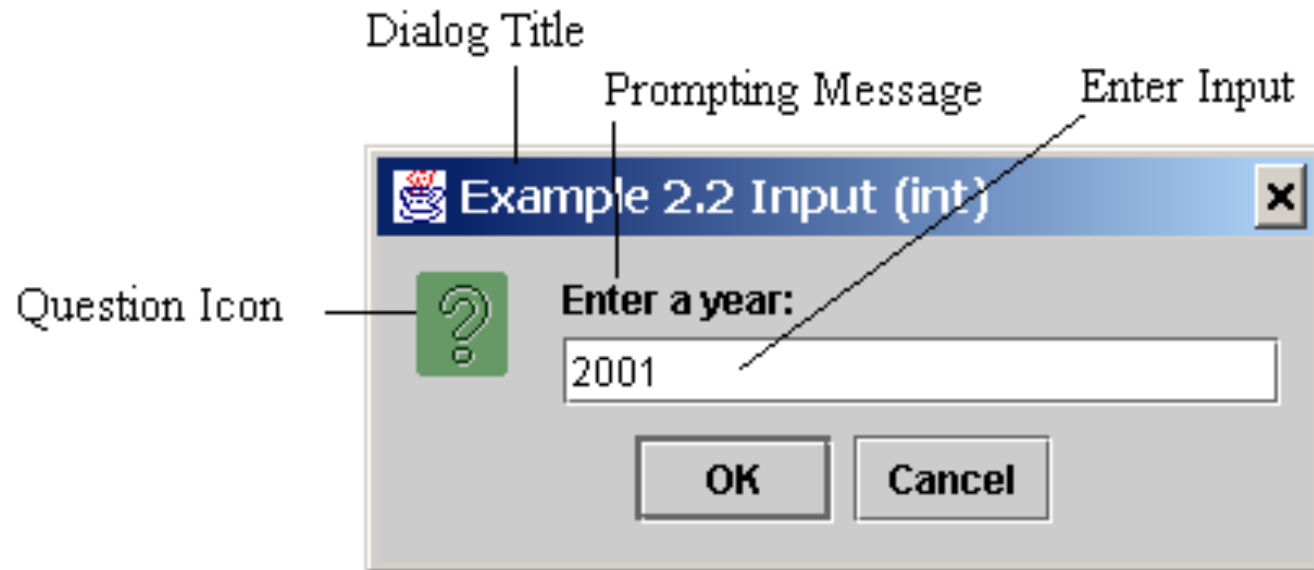 Dialog Title
Prompting Message
Enter Input
Example 2.2 Input (int)
Question Icon
Enter a year:
2001
OK
Cancel